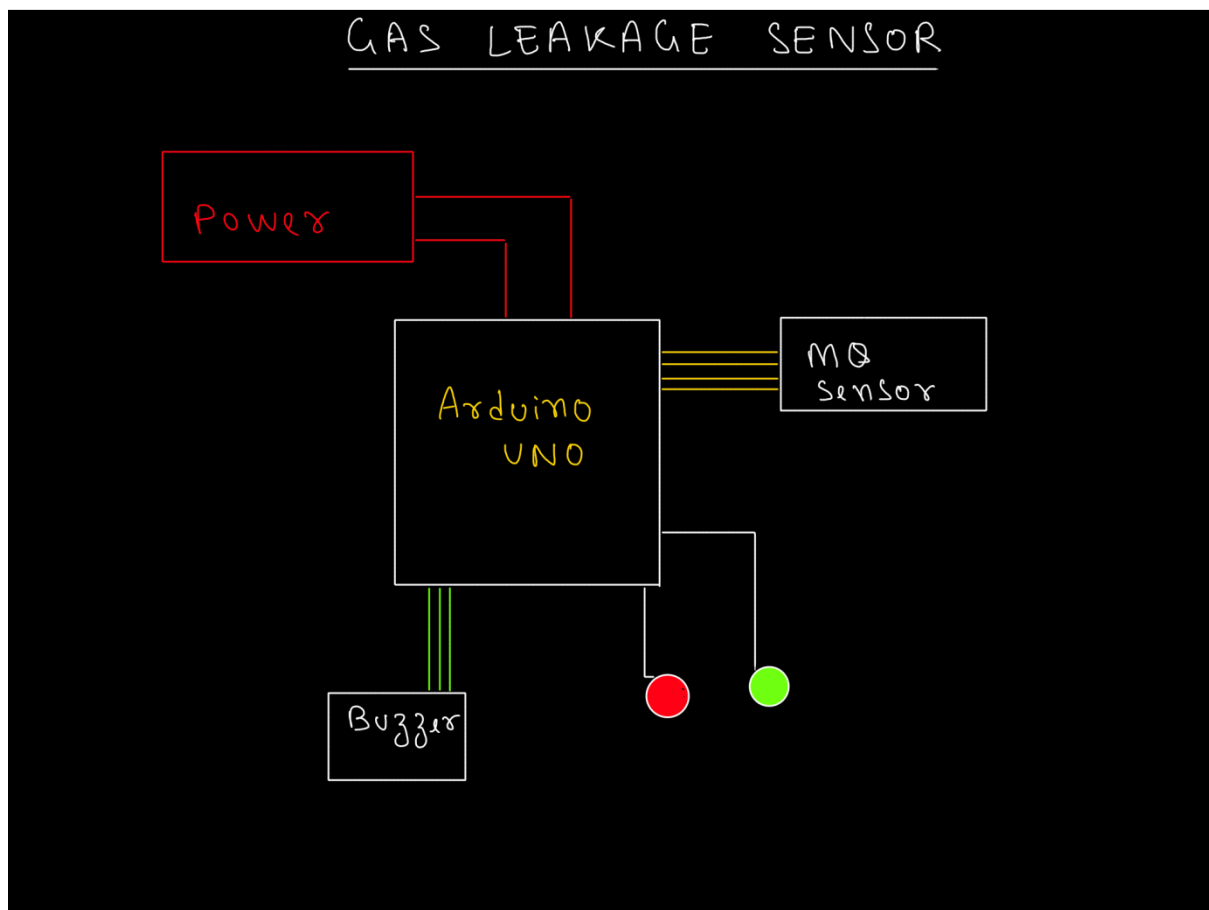 GAS LEAKAGE SENSOR
Power
MQ
Sensor
Arduino
UNO
Buzzer